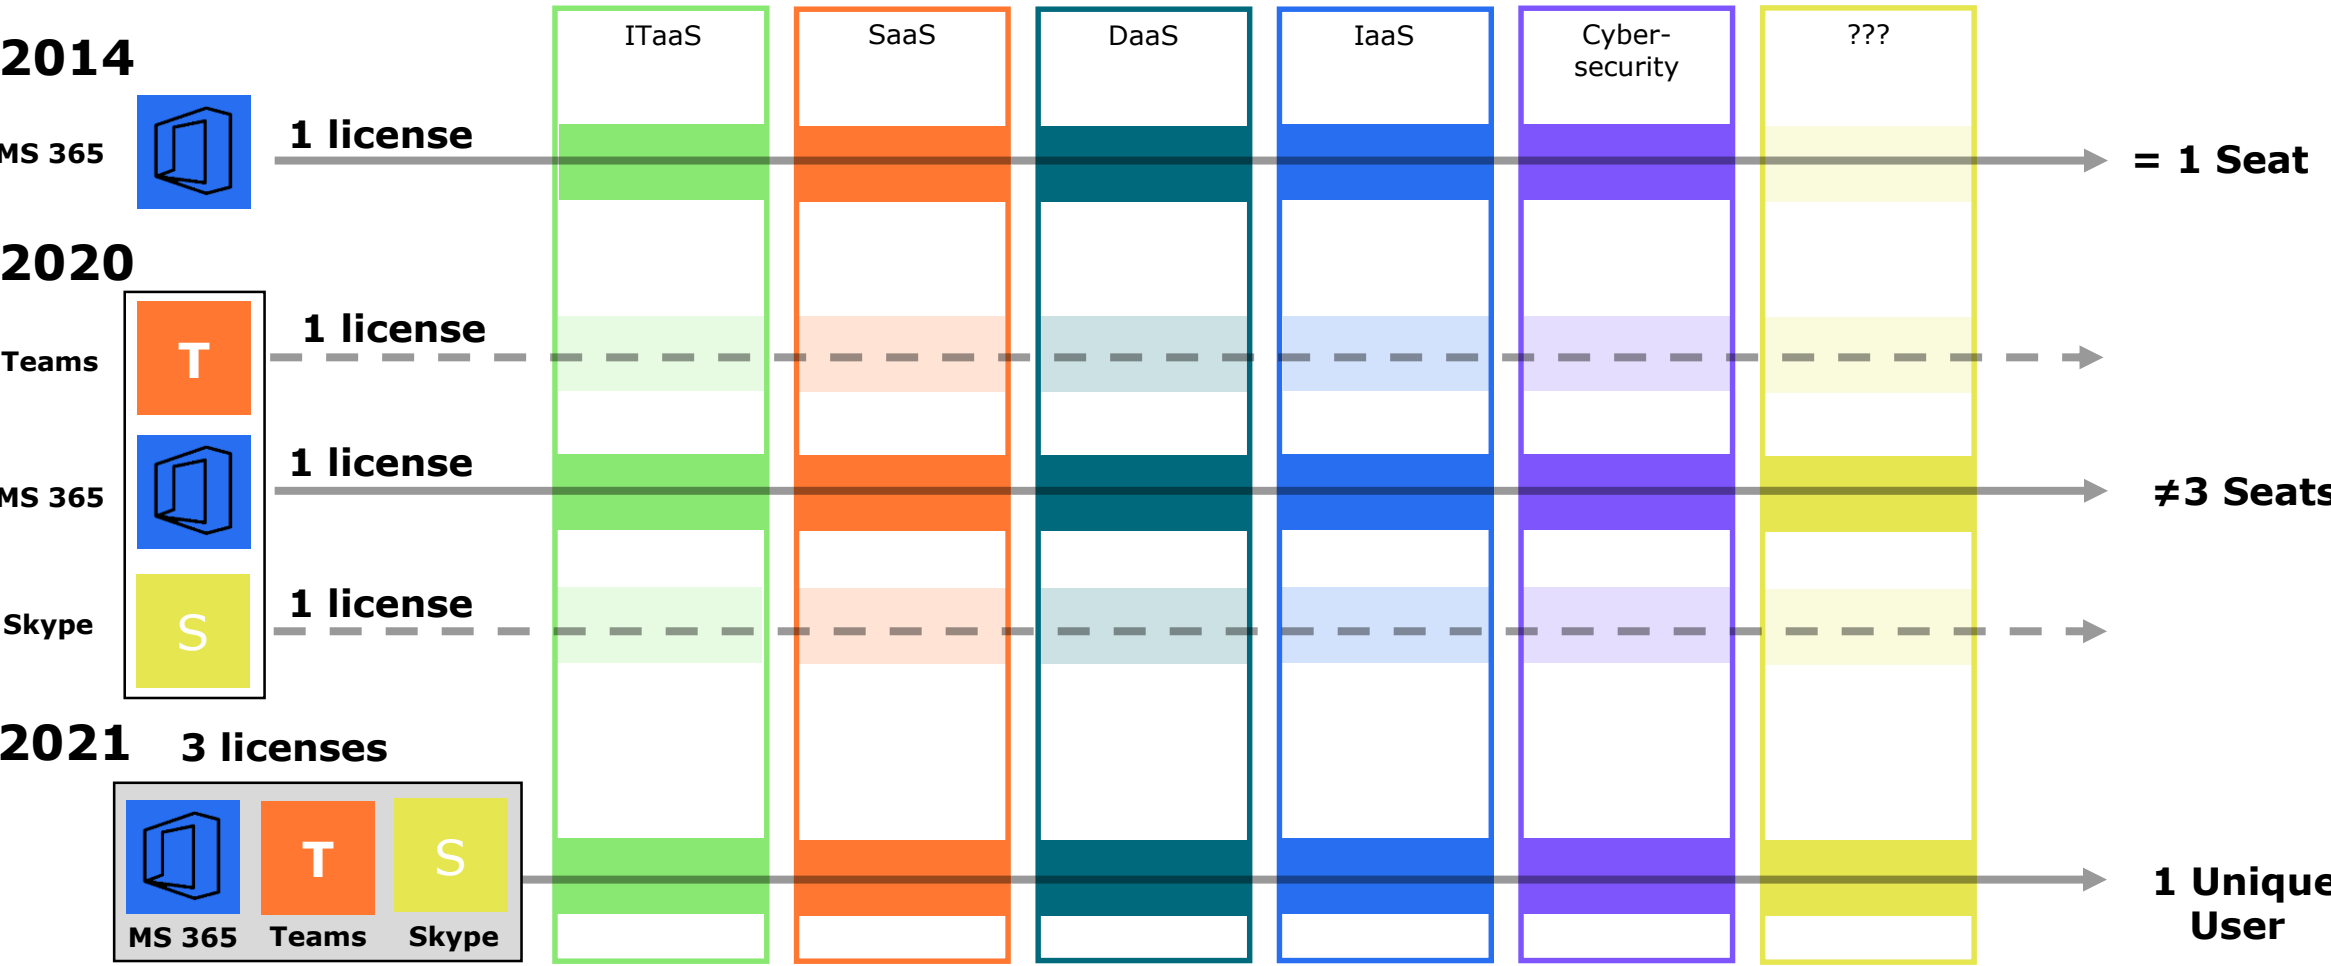 ITaaS
SaaS
DaaS
IaaS
Cyber-
security
???
2014
MS 365
1 license
= 1 Seat
2020
Teams
T
1 license
MS 365
1 license
≠3 Seats
Skype
S
1 license
2021
3 licenses
T
S
MS 365
Teams
Skype
1 Unique
User